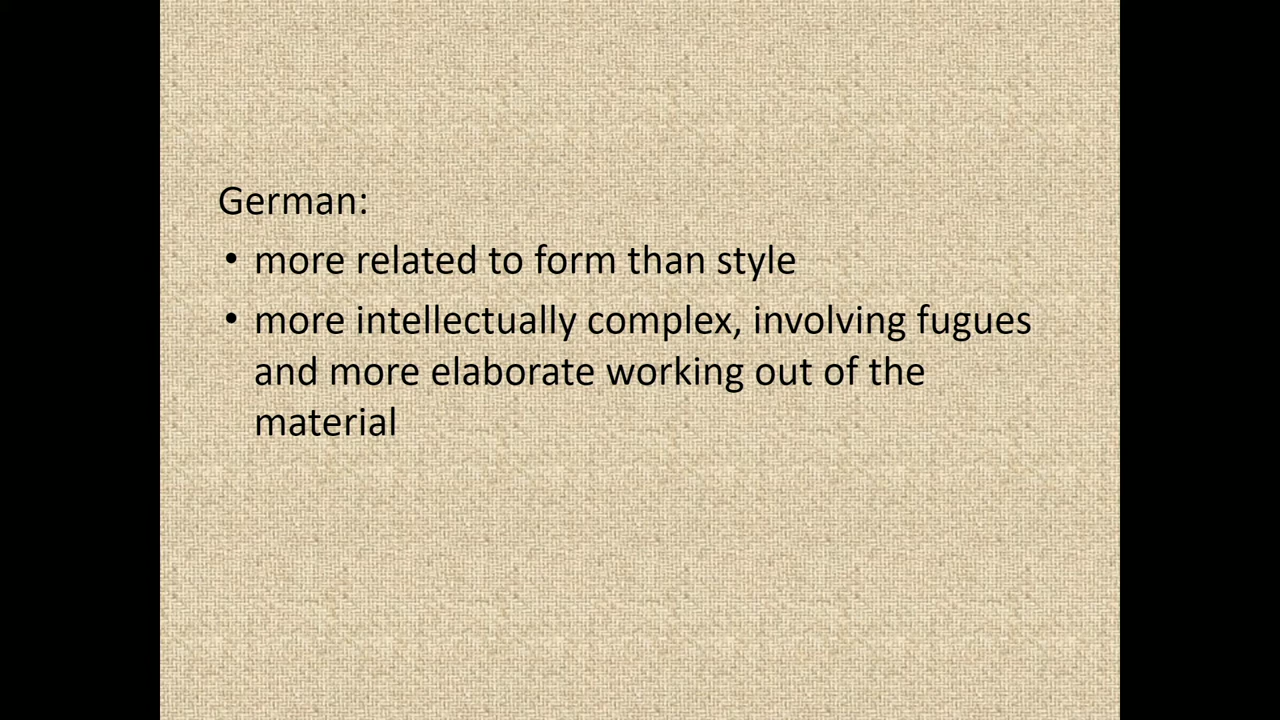 German:
• more related to form than style
• more intellectually complex, involving fugues
and more elaborate working out of the
material